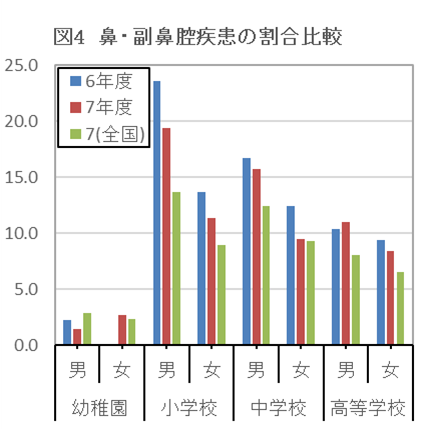 図4 鼻・副鼻腔疾患の割合比較
25.0
6年度
7年度
7(全国)
20.0
15.0
10.0
5.0
0.0
男 女 男 女 男 女 男 女
幼稚園 小学校 中学校 高等学校